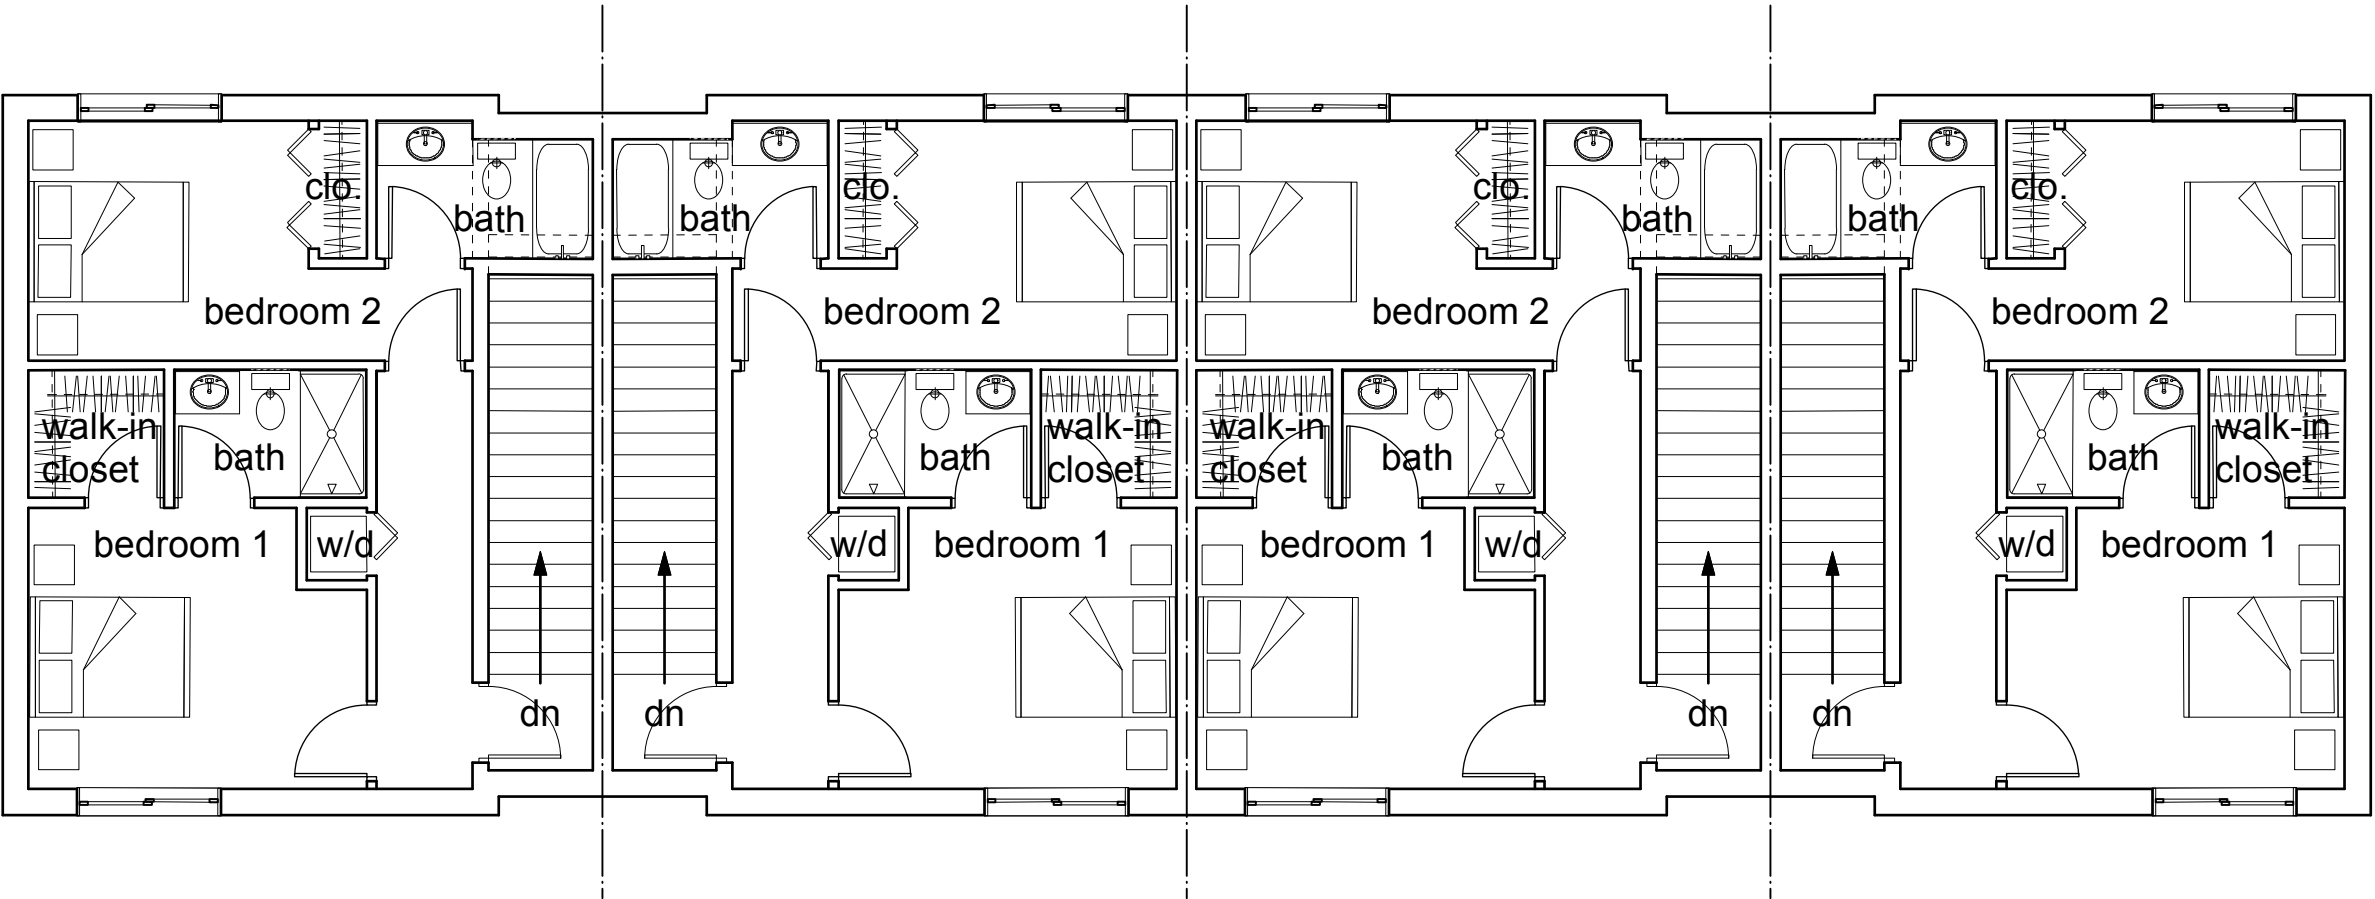 clo.
bath
bedroom 2
walk-in
closet
bath
bedroom 1
w/d
dn
bath
clo.
bedroom 2
bath
walk-in
closet
w/d
bedroom 1
dn
clo.
bath
bedroom 2
walk-in
closet
bath
bedroom 1
w/d
dn
bath
clo.
bedroom 2
bath
walk-in
closet
w/d
bedroom 1
dn